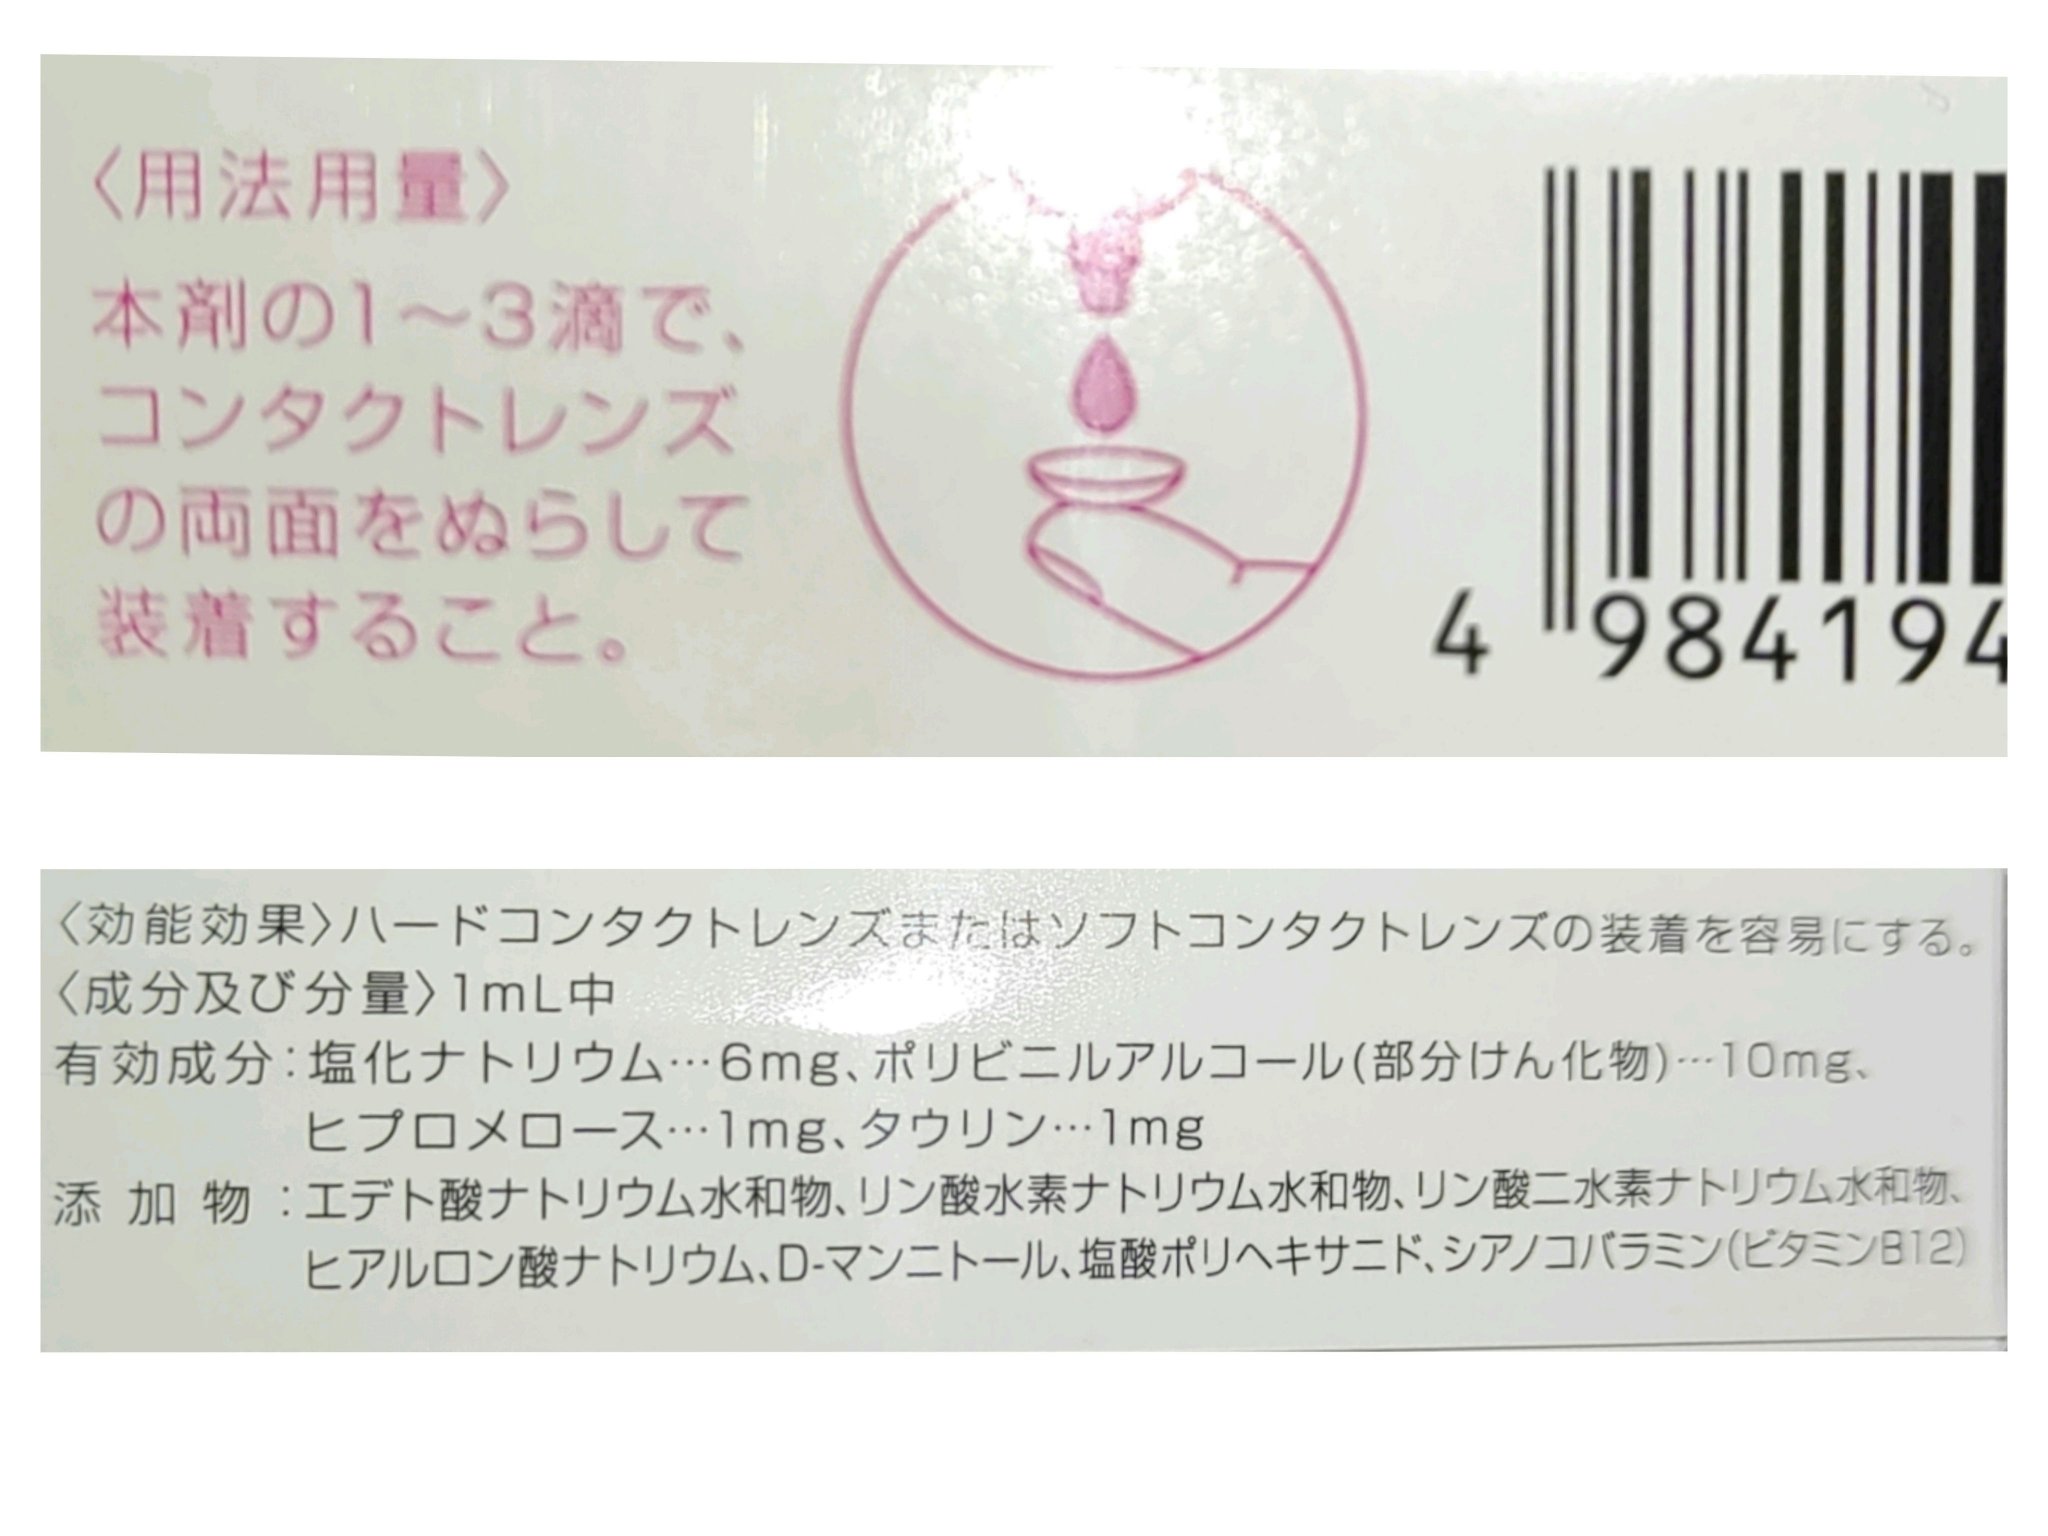 〈用法用量〉
本剤の1～3滴で、
コンタクトレンズ
の両面をぬらして
装着すること。
4 984194
〈効能効果〉ハードコンタクトレンズまたはソフトコンタクトレンズの装着を容易にする。
〈成分及び分量〉1mL中
有効成分:塩化ナトリウム…6mg、ポリビニルアルコール(部分けん化物)…10mg、
ヒプロメロース…1mg、タウリン…1mg
添加物:エデト酸ナトリウム水和物、リン酸水素ナトリウム水和物、リン酸二水素ナトリウム水和物、
ヒアルロン酸ナトリウム、D-マンニトール、塩酸ポリヘキサニド、シアノコバラミン(ビタミンB12)